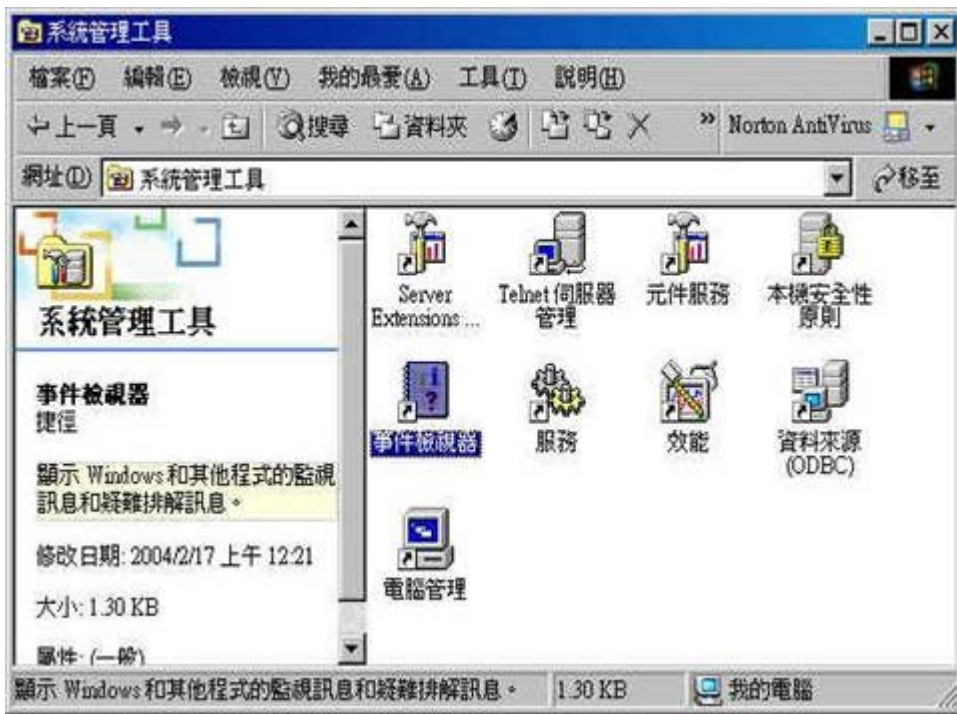 系統管理工具
檔案(F) 編輯(E) 檢視(V) 我的最愛(A) 工具(T) 說明(H)
上一頁 搜尋 資料夾 » Norton AntiVirus
網址(D) 系統管理工具 移至
系統管理工具
事件檢視器
捷徑
顯示 Windows 和其他程式的監視
訊息和疑難排解訊息。
修改日期: 2004/2/17 上午 12:21
大小: 1.30 KB
屬性: (一般)
Server
Extensions ...
Telnet 伺服器
管理
元件服務
本機安全性
原則
事件檢視器
服務
效能
資料來源
(ODBC)
電腦管理
顯示 Windows 和其他程式的監視訊息和疑難排解訊息。 1.30 KB 我的電腦